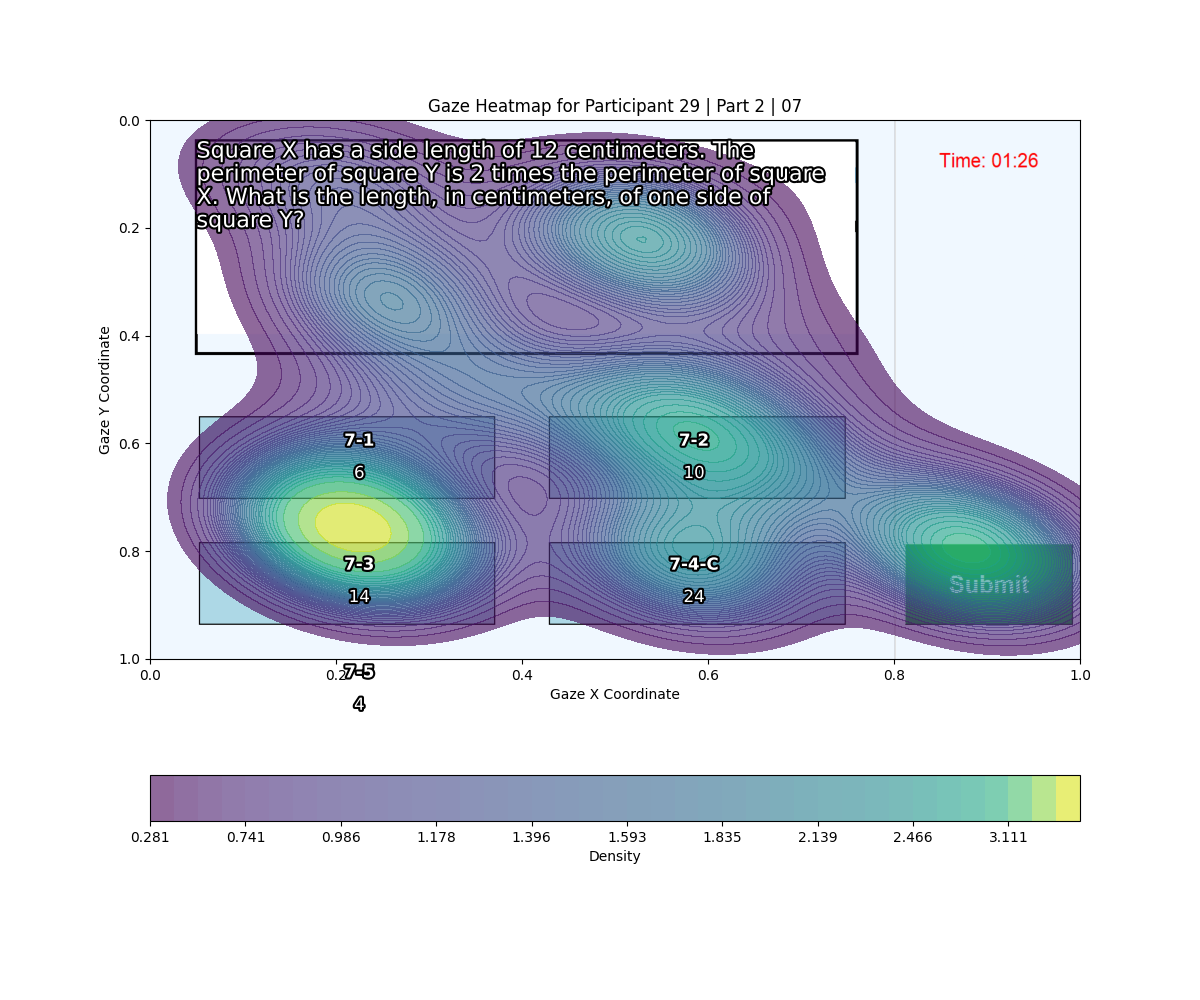 Gaze Heatmap for Participant 29 | Part 2 | 07
Square X has a side length of 12 centimeters. The
perimeter of square Y is 2 times the perimeter of square
X. What is the length, in centimeters, of one side of
square Y?
Time: 01:26
0.0
0.2
0.4
0.6
0.8
1.0
Gaze Y Coordinate
7-1
6
7-2
10
7-3
14
7-4-C
24
Submit
0.0
0.2
0.4
0.6
0.8
1.0
7-5
4
Gaze X Coordinate
0.281
0.741
0.986
1.178
1.396
1.593
1.835
2.139
2.466
3.111
Density